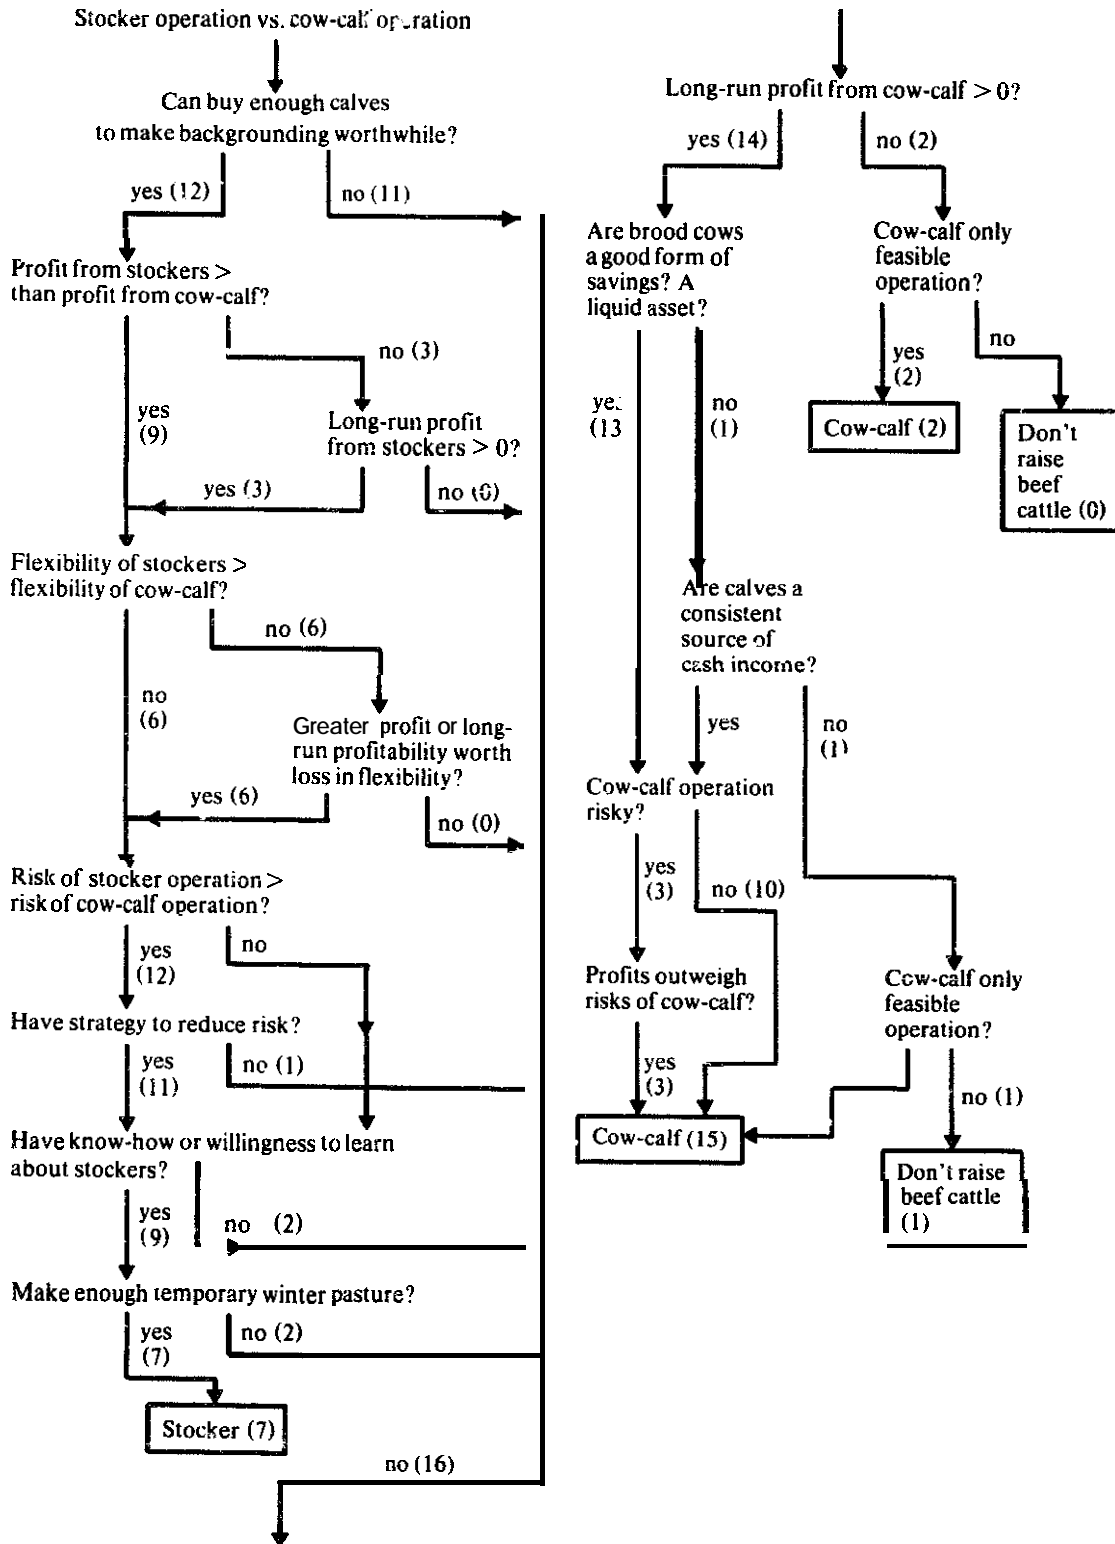 Stocker operation vs. cow-calf operation
Can buy enough calves
to make backgrounding worthwhile?
yes (12)
no (11)
Profit from stockers >
than profit from cow-calf?
no (3)
yes
(9)
Long-run profit
from stockers > 0?
yes (3)
no (0)
Flexibility of stockers >
flexibility of cow-calf?
no (6)
no
(6)
Greater profit or long-
run profitability worth
loss in flexibility?
yes (6)
no (0)
Risk of stocker operation >
risk of cow-calf operation?
yes
(12)
no
Have strategy to reduce risk?
yes
(11)
no (1)
Have know-how or willingness to learn
about stockers?
yes
(9)
no (2)
Make enough temporary winter pasture?
yes
(7)
no (2)
Stocker (7)
no (16)
Long-run profit from cow-calf > 0?
yes (14)
no (2)
Are brood cows
a good form of
savings? A
liquid asset?
Cow-calf only
feasible
operation?
yes
(2)
no
Cow-calf (2)
Don't
raise
beef
cattle (0)
yes
(13
no
(1)
Are calves a
consistent
source of
cash income?
yes
no
(1)
Cow-calf operation
risky?
yes
(3)
no (10)
Profits outweigh
risks of cow-calf?
Cow-calf only
feasible
operation?
yes
(3)
no (1)
Cow-calf (15)
Don't raise
beef cattle
(1)